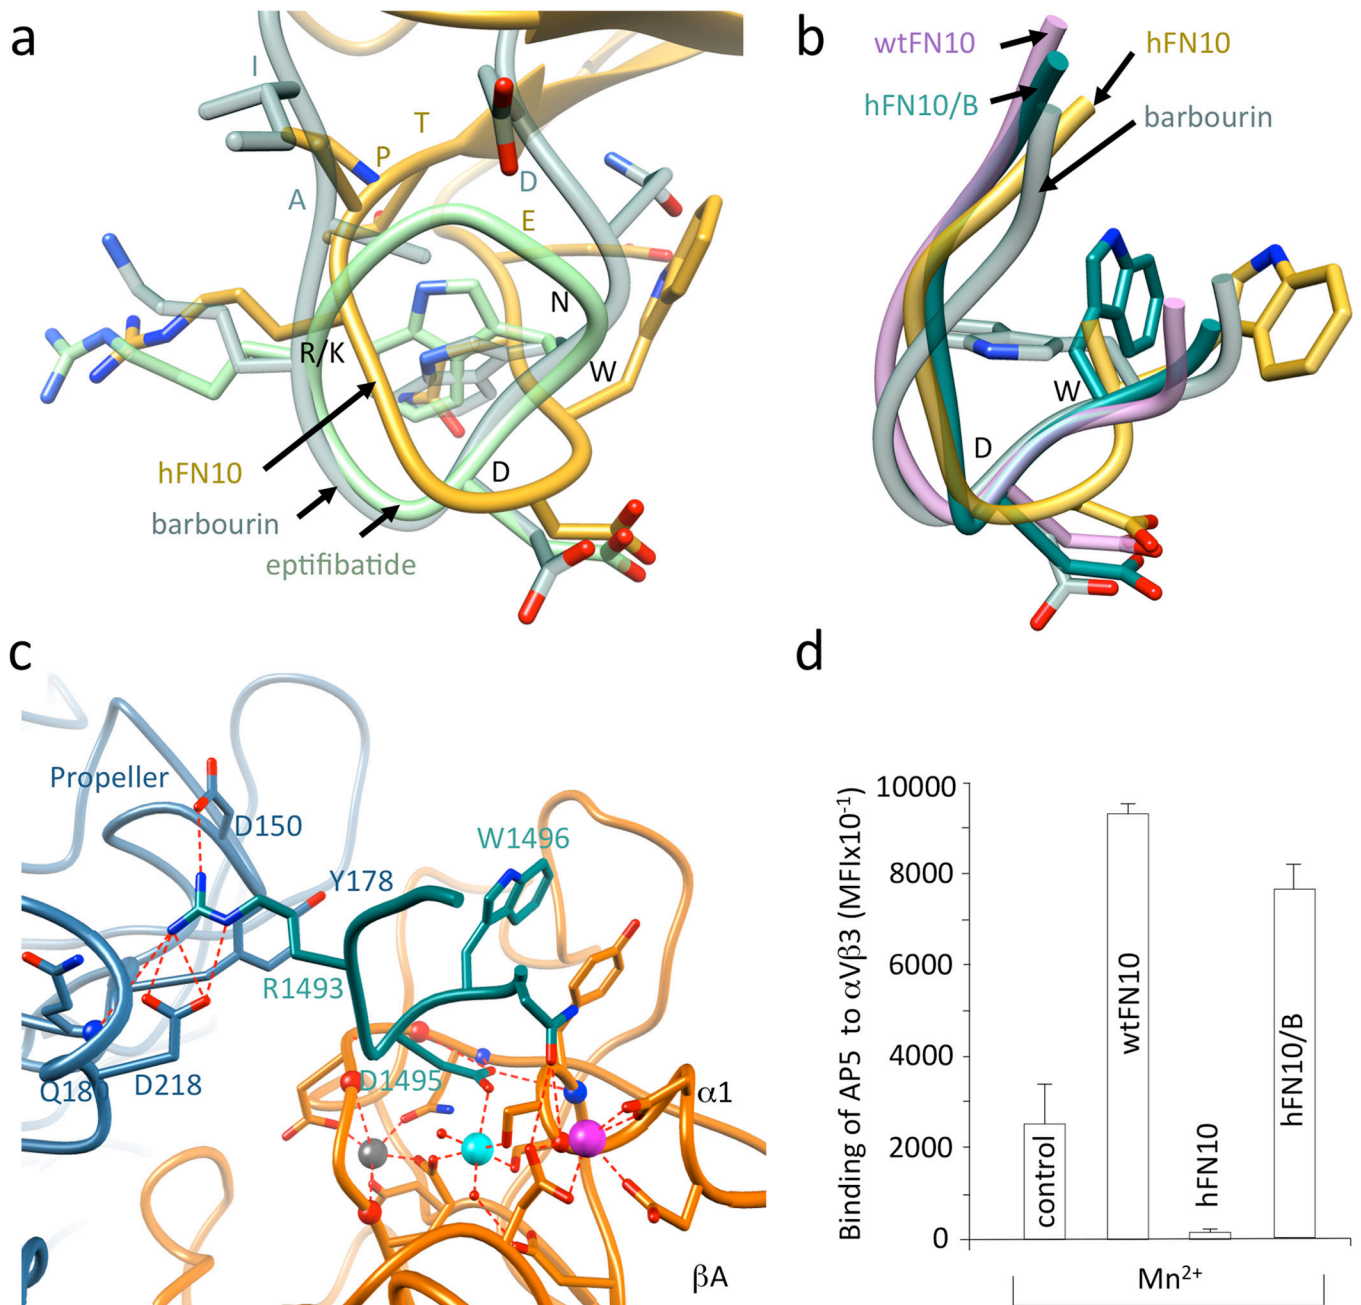 a
I
T
P
A
D
E
N
R/K
W
hFN10
D
barbourin
eptifibatide
b
wtFN10
hFN10
hFN10/B
barbourin
W
D
c
Propeller
D150
W1496
Y178
R1493
Q180
D218
D1495
α1
βA
d
Binding of AP5 to αVβ3 (MFIx10⁻¹)
10000
8000
6000
4000
2000
0
control
wtFN10
hFN10
hFN10/B
Mn²⁺